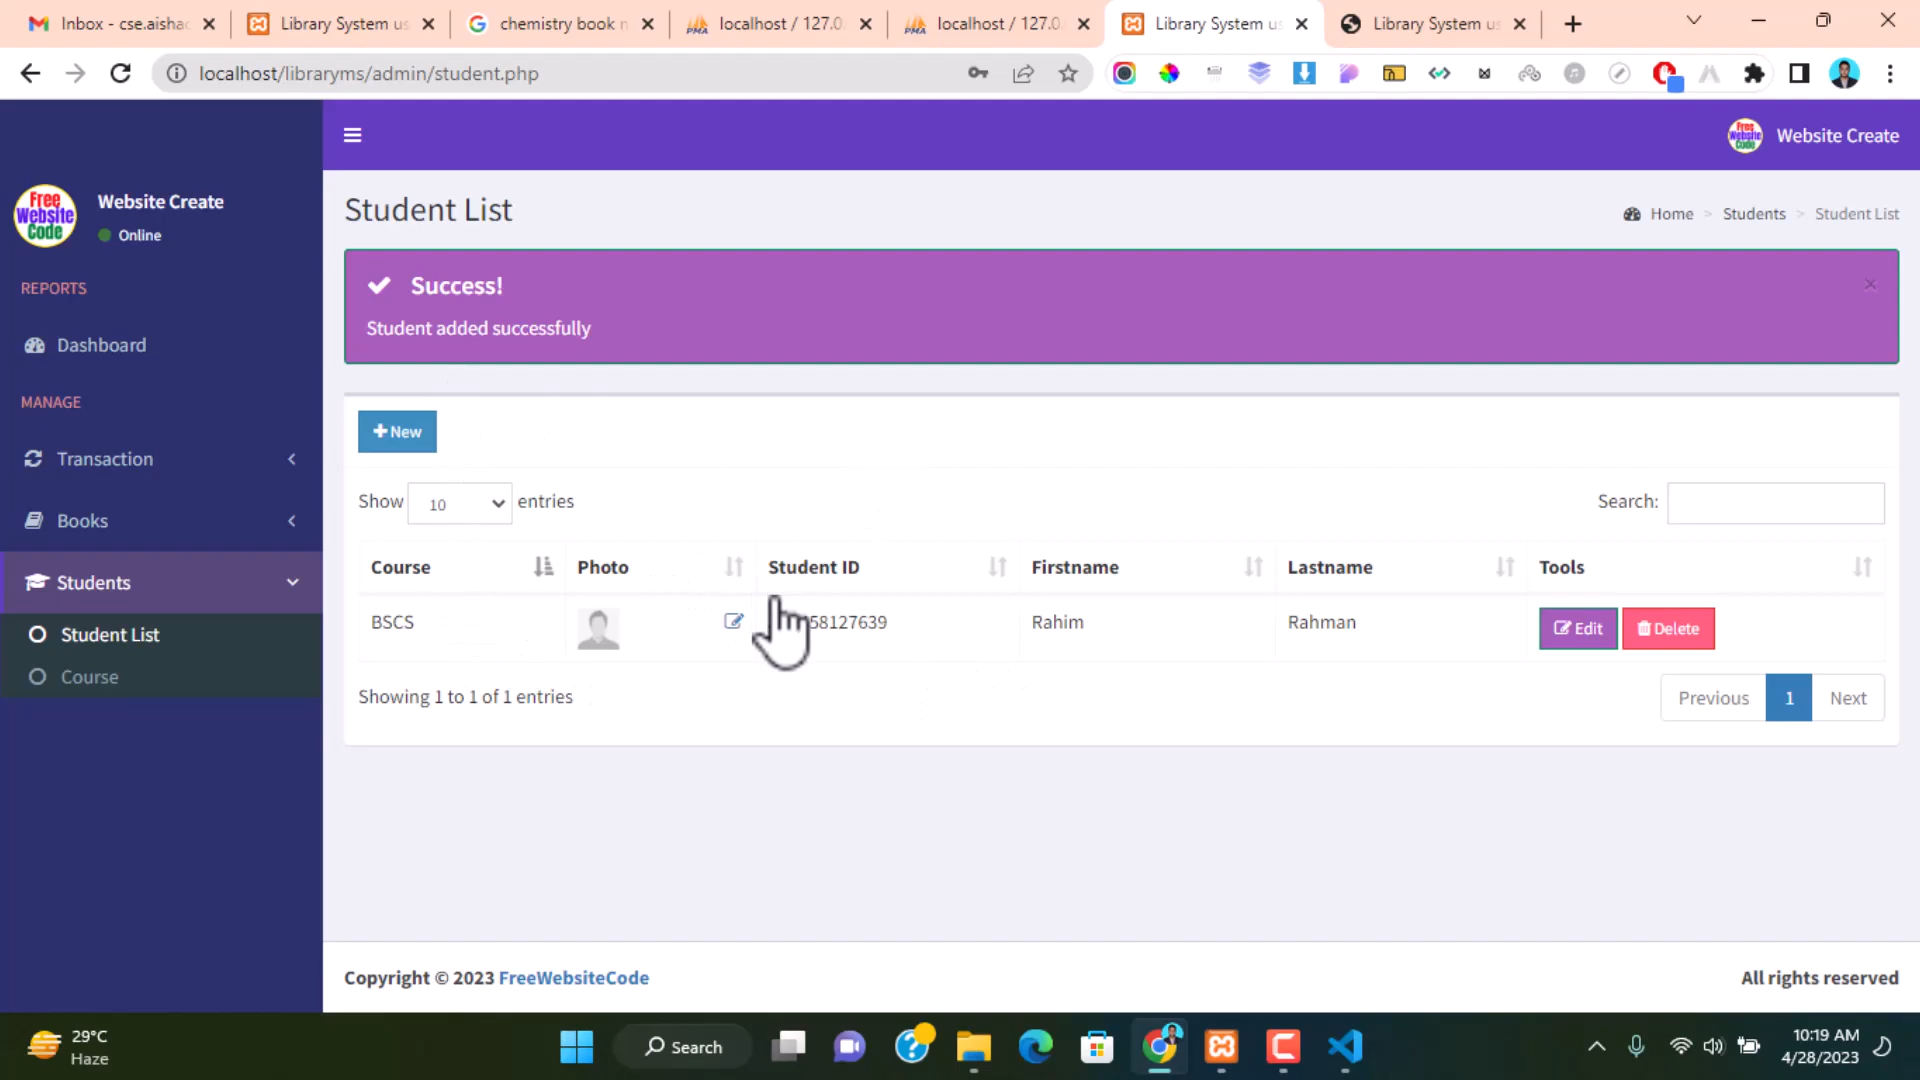 Inbox - cse.aishac
Library System us
chemistry book n
localhost / 127.0.
localhost / 127.0.
Library System us
Library System us
localhost/libraryms/admin/student.php
Website Create
Free Website Code
Website Create
Online
REPORTS
Dashboard
MANAGE
Transaction
Books
Students
Student List
Course
Student List
Home > Students > Student List
Success!
×
Student added successfully
New
Show 10 entries
Search:
Course Photo Student ID Firstname Lastname Tools
BSCS 58127639 Rahim Rahman Edit Delete
Showing 1 to 1 of 1 entries
Previous 1 Next
Copyright © 2023 FreeWebsiteCode
All rights reserved
29°C
Haze
Search
10:19 AM
4/28/2023